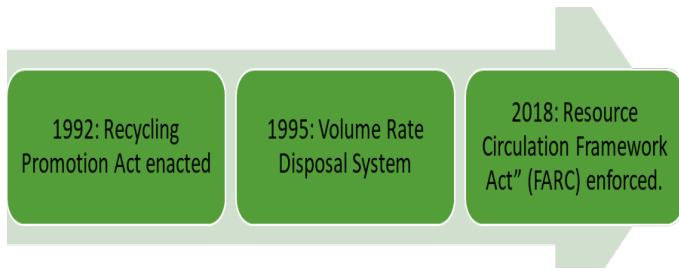 1992: Recycling
Promotion Act enacted
1995: Volume Rate
Disposal System
2018: Resource
Circulation Framework
Act” (FARC) enforced.